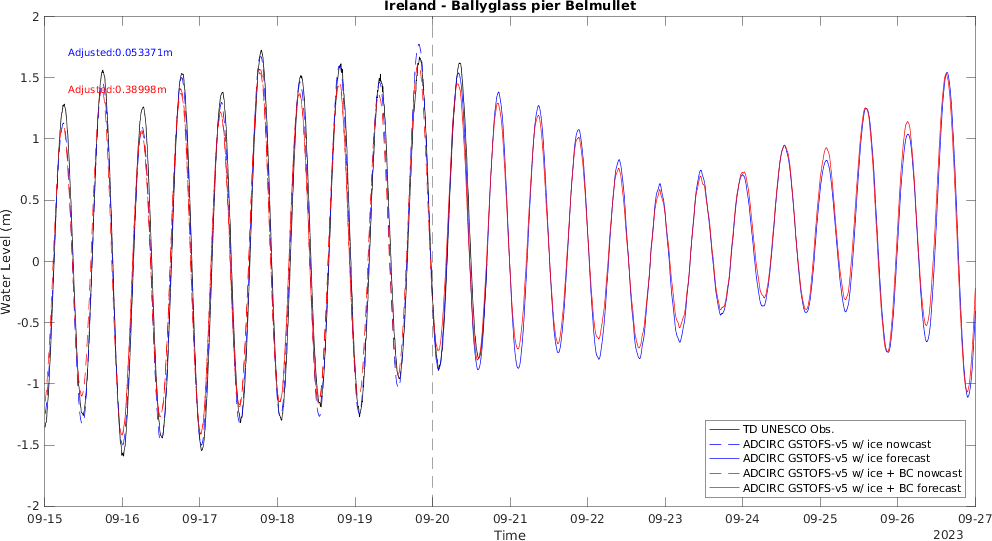 Ireland - Ballyglass pier Belmullet
Adjusted:0.053371m
Adjusted:0.38998m
Water Level (m)
2
1.5
1
0.5
0
-0.5
-1
-1.5
-2
TD UNESCO Obs.
ADCIRC GSTOFS-v5 w/ ice nowcast
ADCIRC GSTOFS-v5 w/ ice forecast
ADCIRC GSTOFS-v5 w/ ice + BC nowcast
ADCIRC GSTOFS-v5 w/ ice + BC forecast
09-15 09-16 09-17 09-18 09-19 09-20 09-21 09-22 09-23 09-24 09-25 09-26 09-27
Time
2023